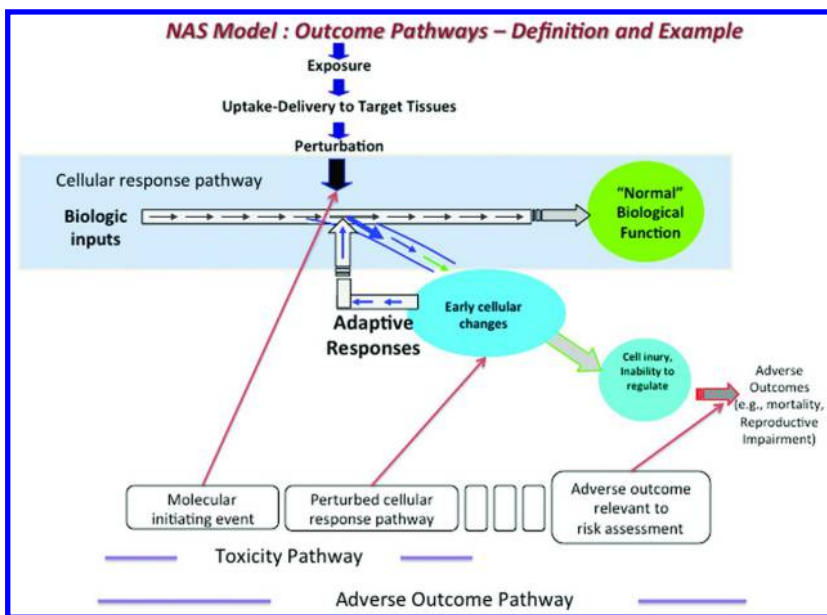 NAS Model : Outcome Pathways – Definition and Example
Exposure
Uptake-Delivery to Target Tissues
Perturbation
Cellular response pathway
Biologic
inputs
“Normal”
Biological
Function
Early cellular
changes
Adaptive
Responses
Cell inury,
Inability to
regulate
Adverse
Outcomes
(e.g., mortality,
Reproductive
Impairment)
Molecular
initiating event
Perturbed cellular
response pathway
Adverse outcome
relevant to
risk assessment
Toxicity Pathway
Adverse Outcome Pathway